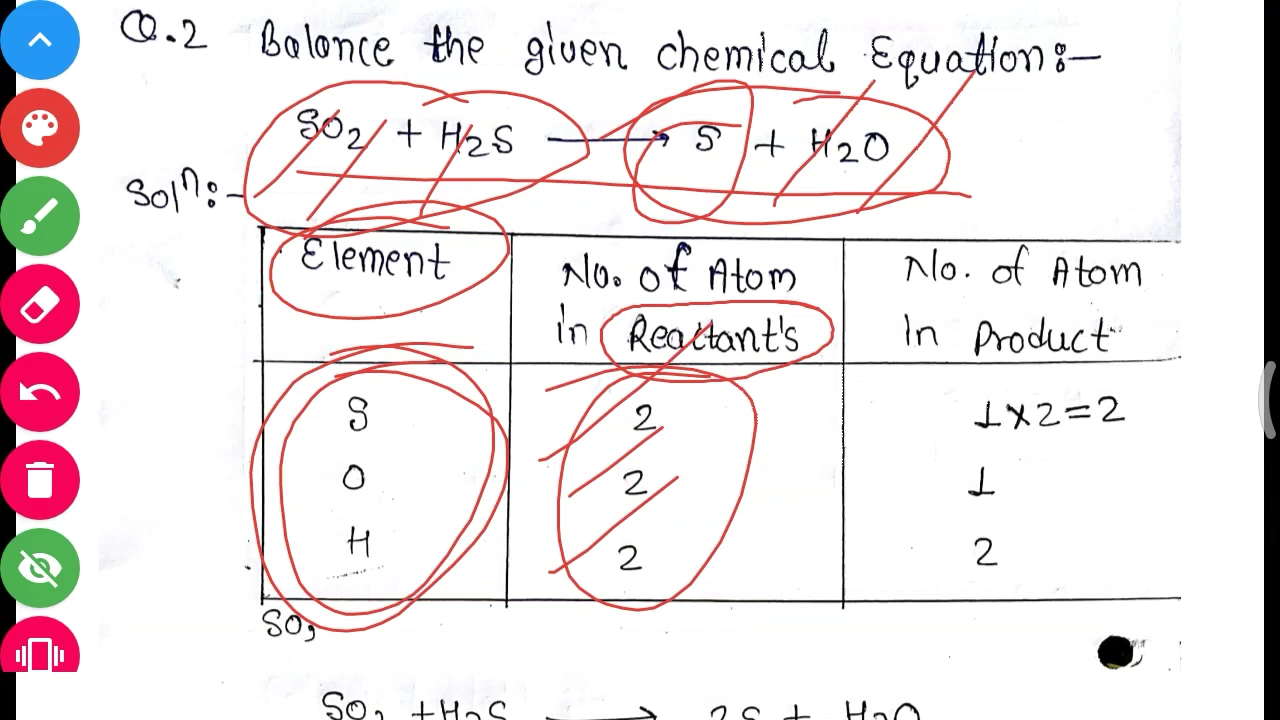 Q.2 Balance the given chemical Equation:-
SO2 + H2S → S + H2O
Solⁿ:-
Element
No. of Atom in Reactant's
No. of Atom In Product
S 2 1×2=2
O 2 1
H 2 2
SO,
SO2 + H2S → 2S + H2O